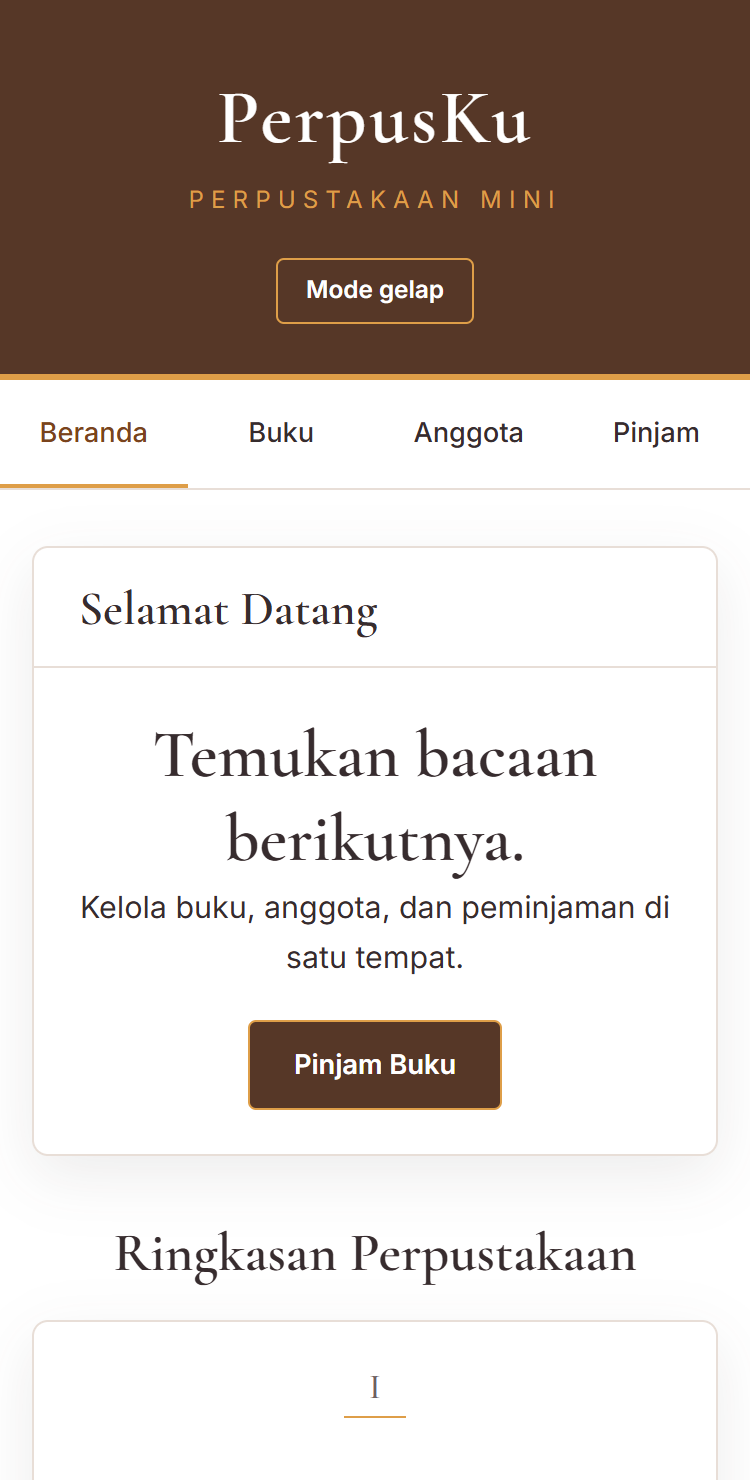 PerpusKu
PERPUSTAKAAN MINI
Mode gelap
Beranda Buku Anggota Pinjam
Selamat Datang
Temukan bacaan
berikutnya.
Kelola buku, anggota, dan peminjaman di
satu tempat.
Pinjam Buku
Ringkasan Perpustakaan
I